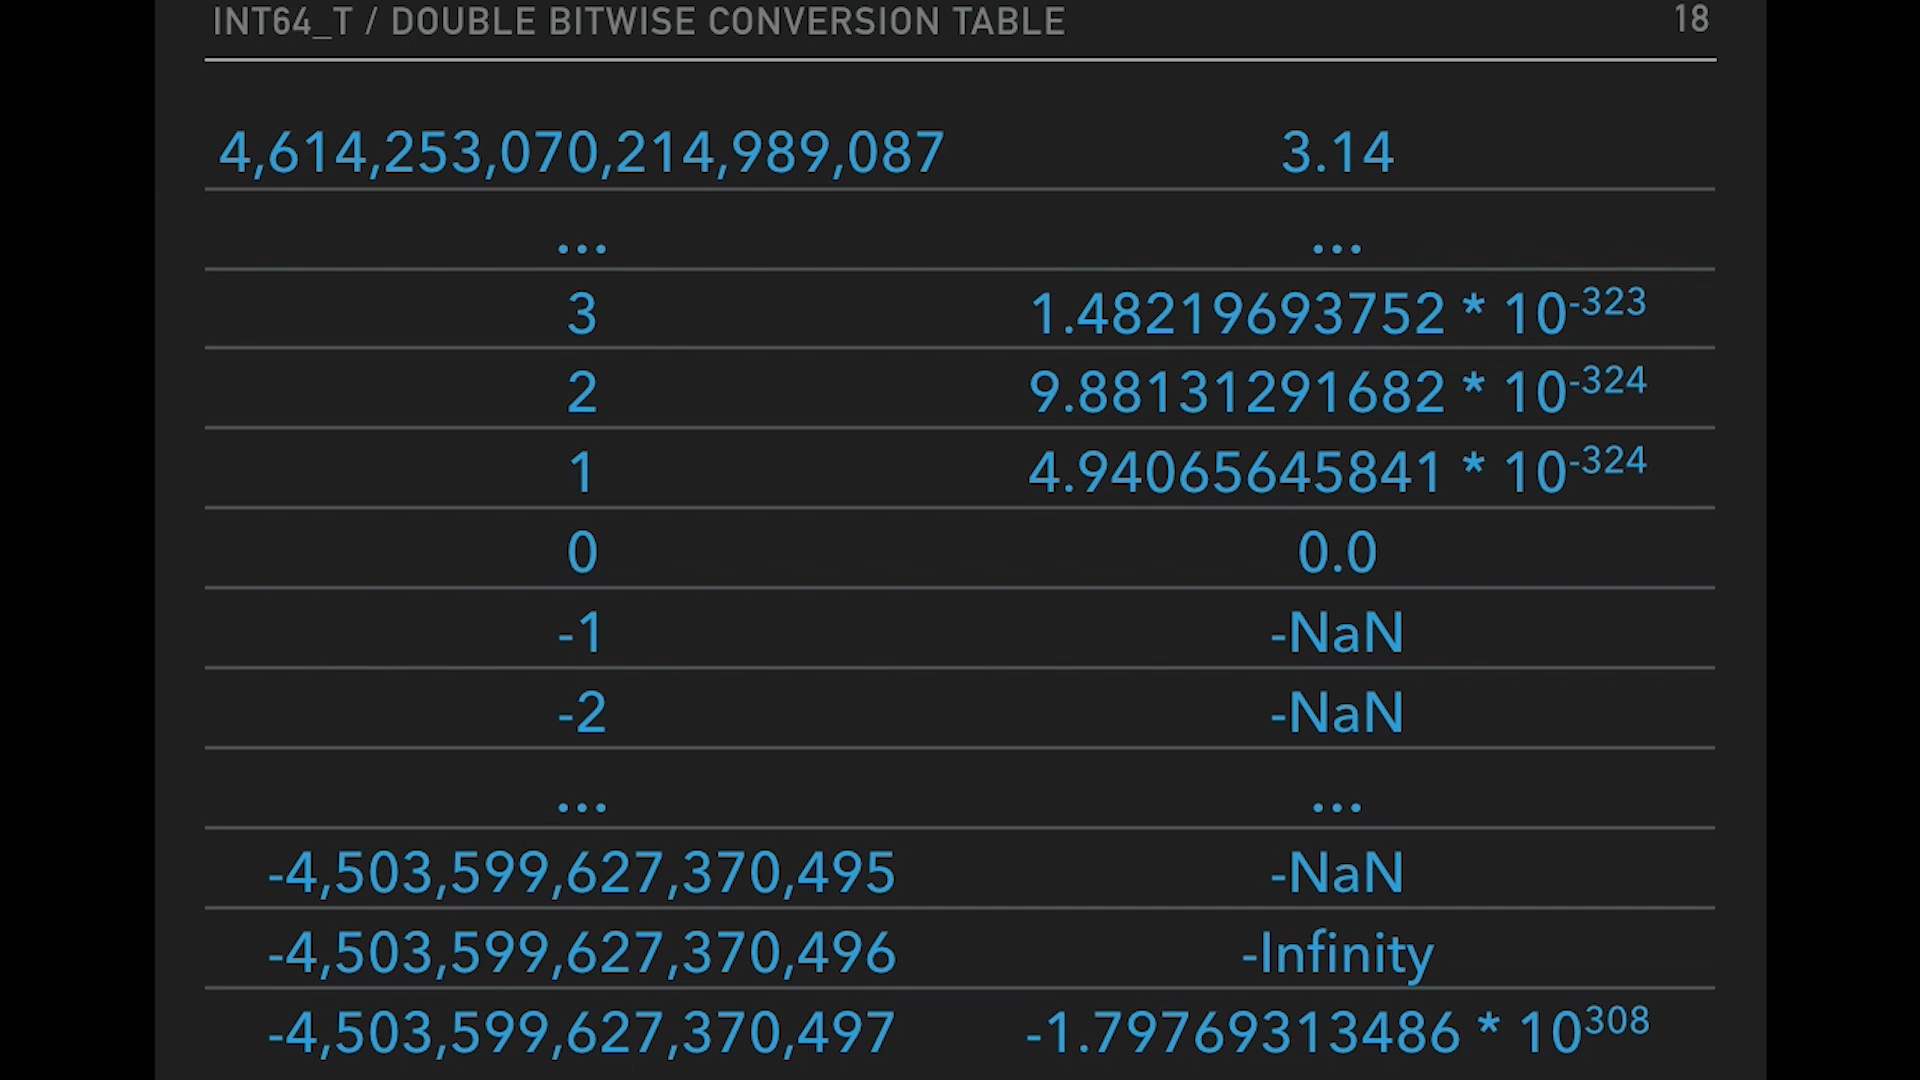 INT64_T / DOUBLE BITWISE CONVERSION TABLE 18
4,614,253,070,214,989,087 3.14
... ...
3 1.48219693752 * 10⁻³²³
2 9.88131291682 * 10⁻³²⁴
1 4.94065645841 * 10⁻³²⁴
0 0.0
-1 -NaN
-2 -NaN
... ...
-4,503,599,627,370,495 -NaN
-4,503,599,627,370,496 -Infinity
-4,503,599,627,370,497 -1.79769313486 * 10³⁰⁸